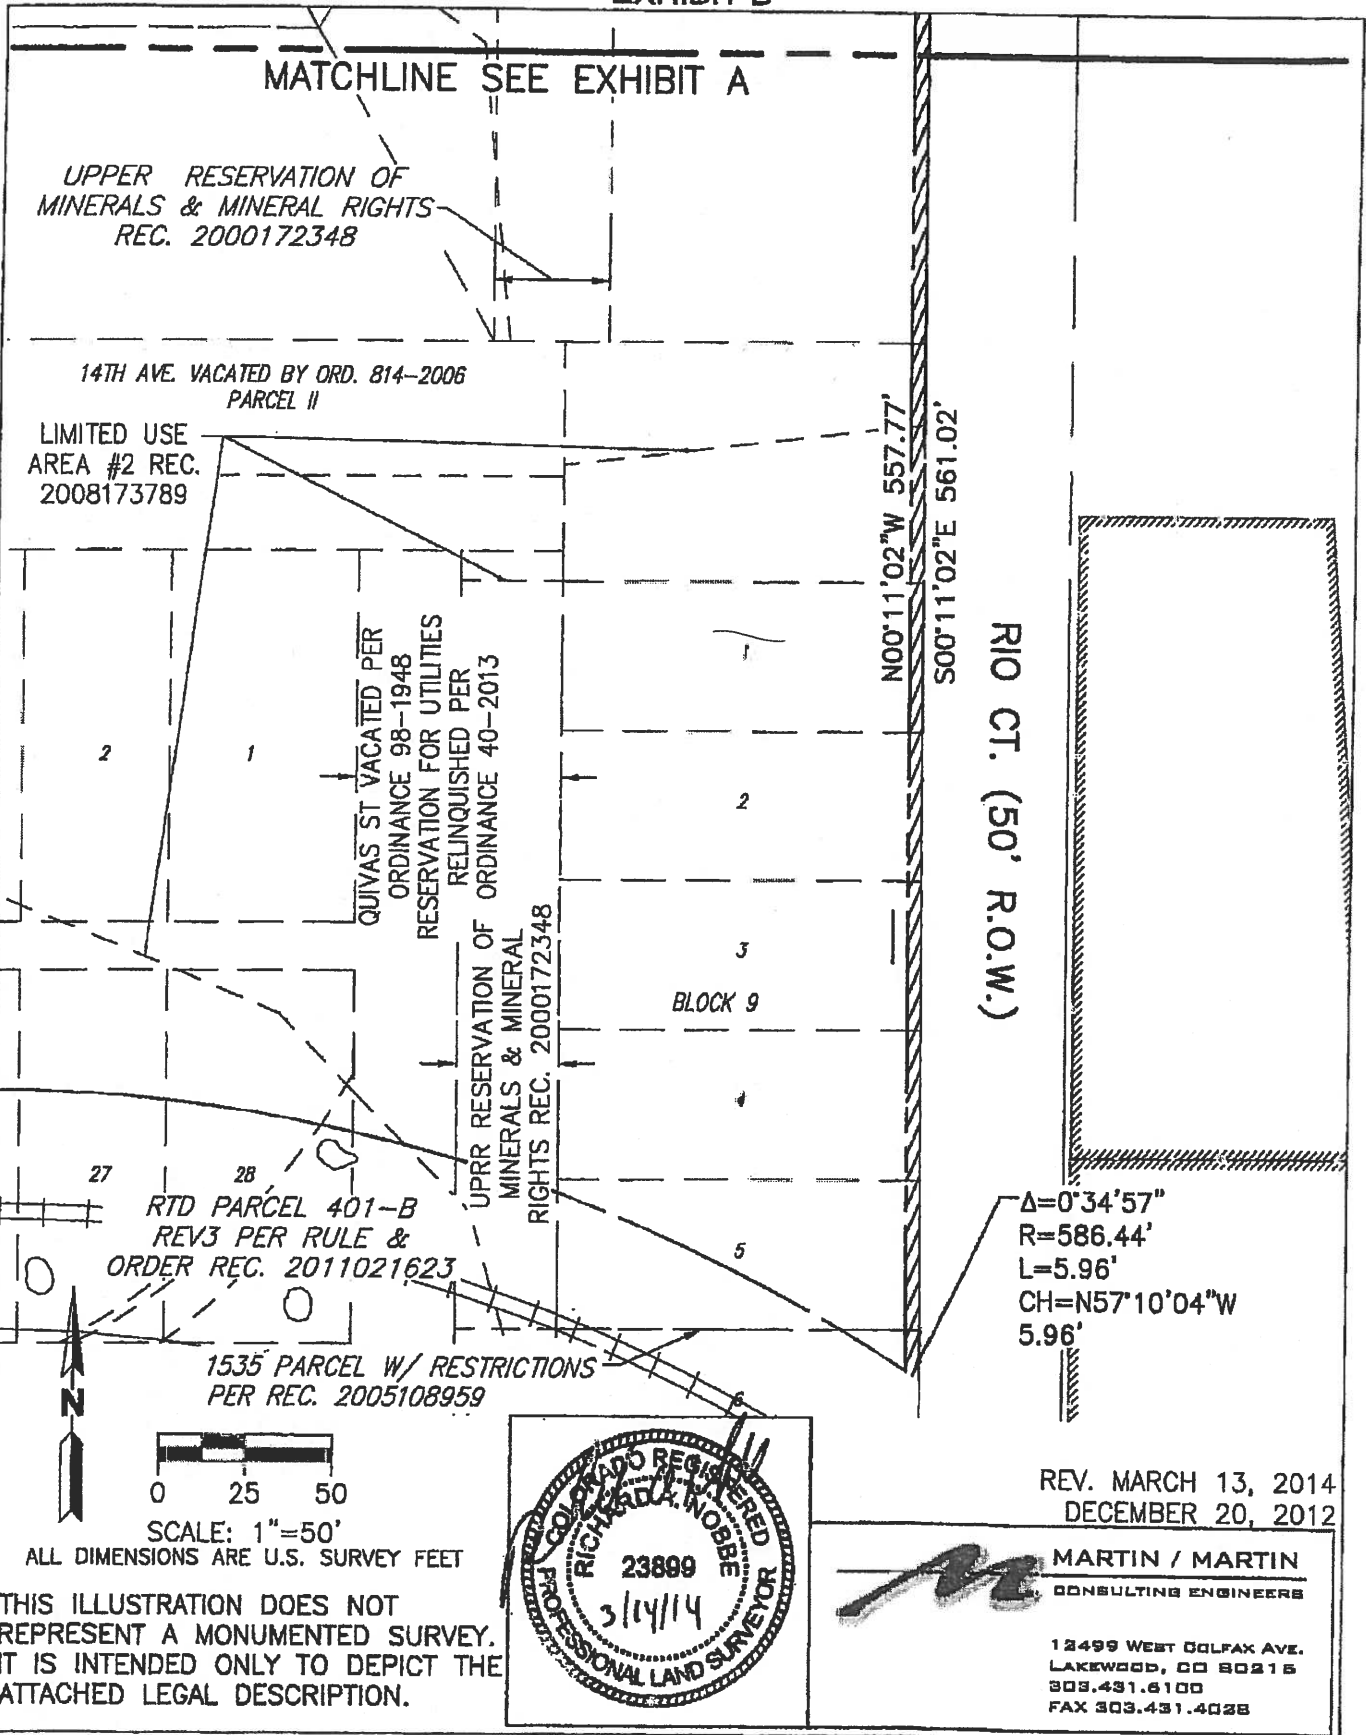 EXHIBIT B
MATCHLINE SEE EXHIBIT A
UPPER RESERVATION OF
MINERALS & MINERAL RIGHTS
REC. 2000172348
14TH AVE. VACATED BY ORD. 814-2006
PARCEL II
LIMITED USE
AREA #2 REC.
2008173789
N00°11'02"W 557.77'
S00°11'02"E 561.02'
RIO CT. (50' R.O.W.)
QUIVAS ST VACATED PER
ORDINANCE 98-1948
RESERVATION FOR UTILITIES
RELINQUISHED PER
ORDINANCE 40-2013
2
1
1
2
3
BLOCK 9
4
5
6
UPRR RESERVATION OF
MINERALS & MINERAL
RIGHTS REC. 2000172348
27
28
RTD PARCEL 401-B
REV3 PER RULE &
ORDER REC. 2011021623
Δ=0°34'57"
R=586.44'
L=5.96'
CH=N57°10'04"W
5.96'
1535 PARCEL W/ RESTRICTIONS
PER REC. 2005108959
N
0 25 50
SCALE: 1"=50'
ALL DIMENSIONS ARE U.S. SURVEY FEET
THIS ILLUSTRATION DOES NOT
REPRESENT A MONUMENTED SURVEY.
IT IS INTENDED ONLY TO DEPICT THE
ATTACHED LEGAL DESCRIPTION.
COLORADO REGISTERED
RICHARD A. NOBBE
23899
3/14/14
PROFESSIONAL LAND SURVEYOR
REV. MARCH 13, 2014
DECEMBER 20, 2012
MARTIN / MARTIN
CONSULTING ENGINEERS
12499 WEST COLFAX AVE.
LAKEWOOD, CO 80215
303.431.6100
FAX 303.431.4028